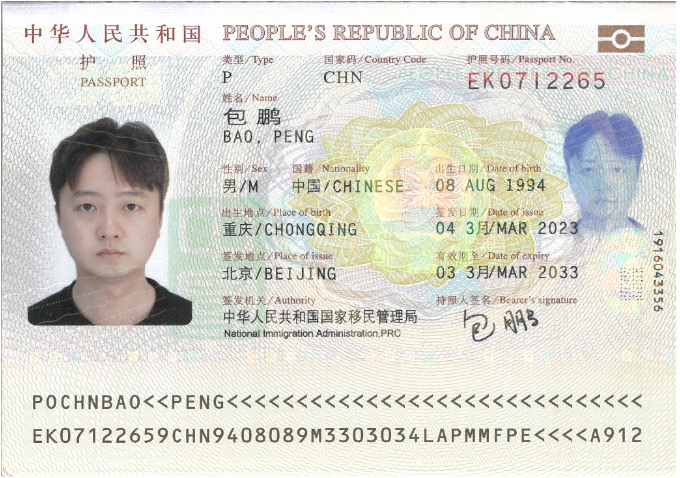 中华人民共和国 PEOPLE'S REPUBLIC OF CHINA
护 照
PASSPORT
类型/Type 国家码/Country Code 护照号码/Passport No.
P CHN EK0712265
姓名/Name
包 鹏
BAO, PENG
性别/Sex 国籍/Nationality 出生日期/Date of birth
男/M 中国/CHINESE 08 AUG 1994
出生地点/Place of birth 签发日期/Date of issue
重庆/CHONGQING 04 3月/MAR 2023
签发地点/Place of issue 有效期至/Date of expiry
北京/BEIJING 03 3月/MAR 2033
签发机关/Authority 持照人签名/Bearer's signature
中华人民共和国国家移民管理局 包鹏
National Immigration Administration,PRC
1916043356
POCHNBAO<<PENG<<<<<<<<<<<<<<<<<<<<<<<<<<<<<<
EK07122659CHN9408089M3303034LAPMMFPE<<<<A912